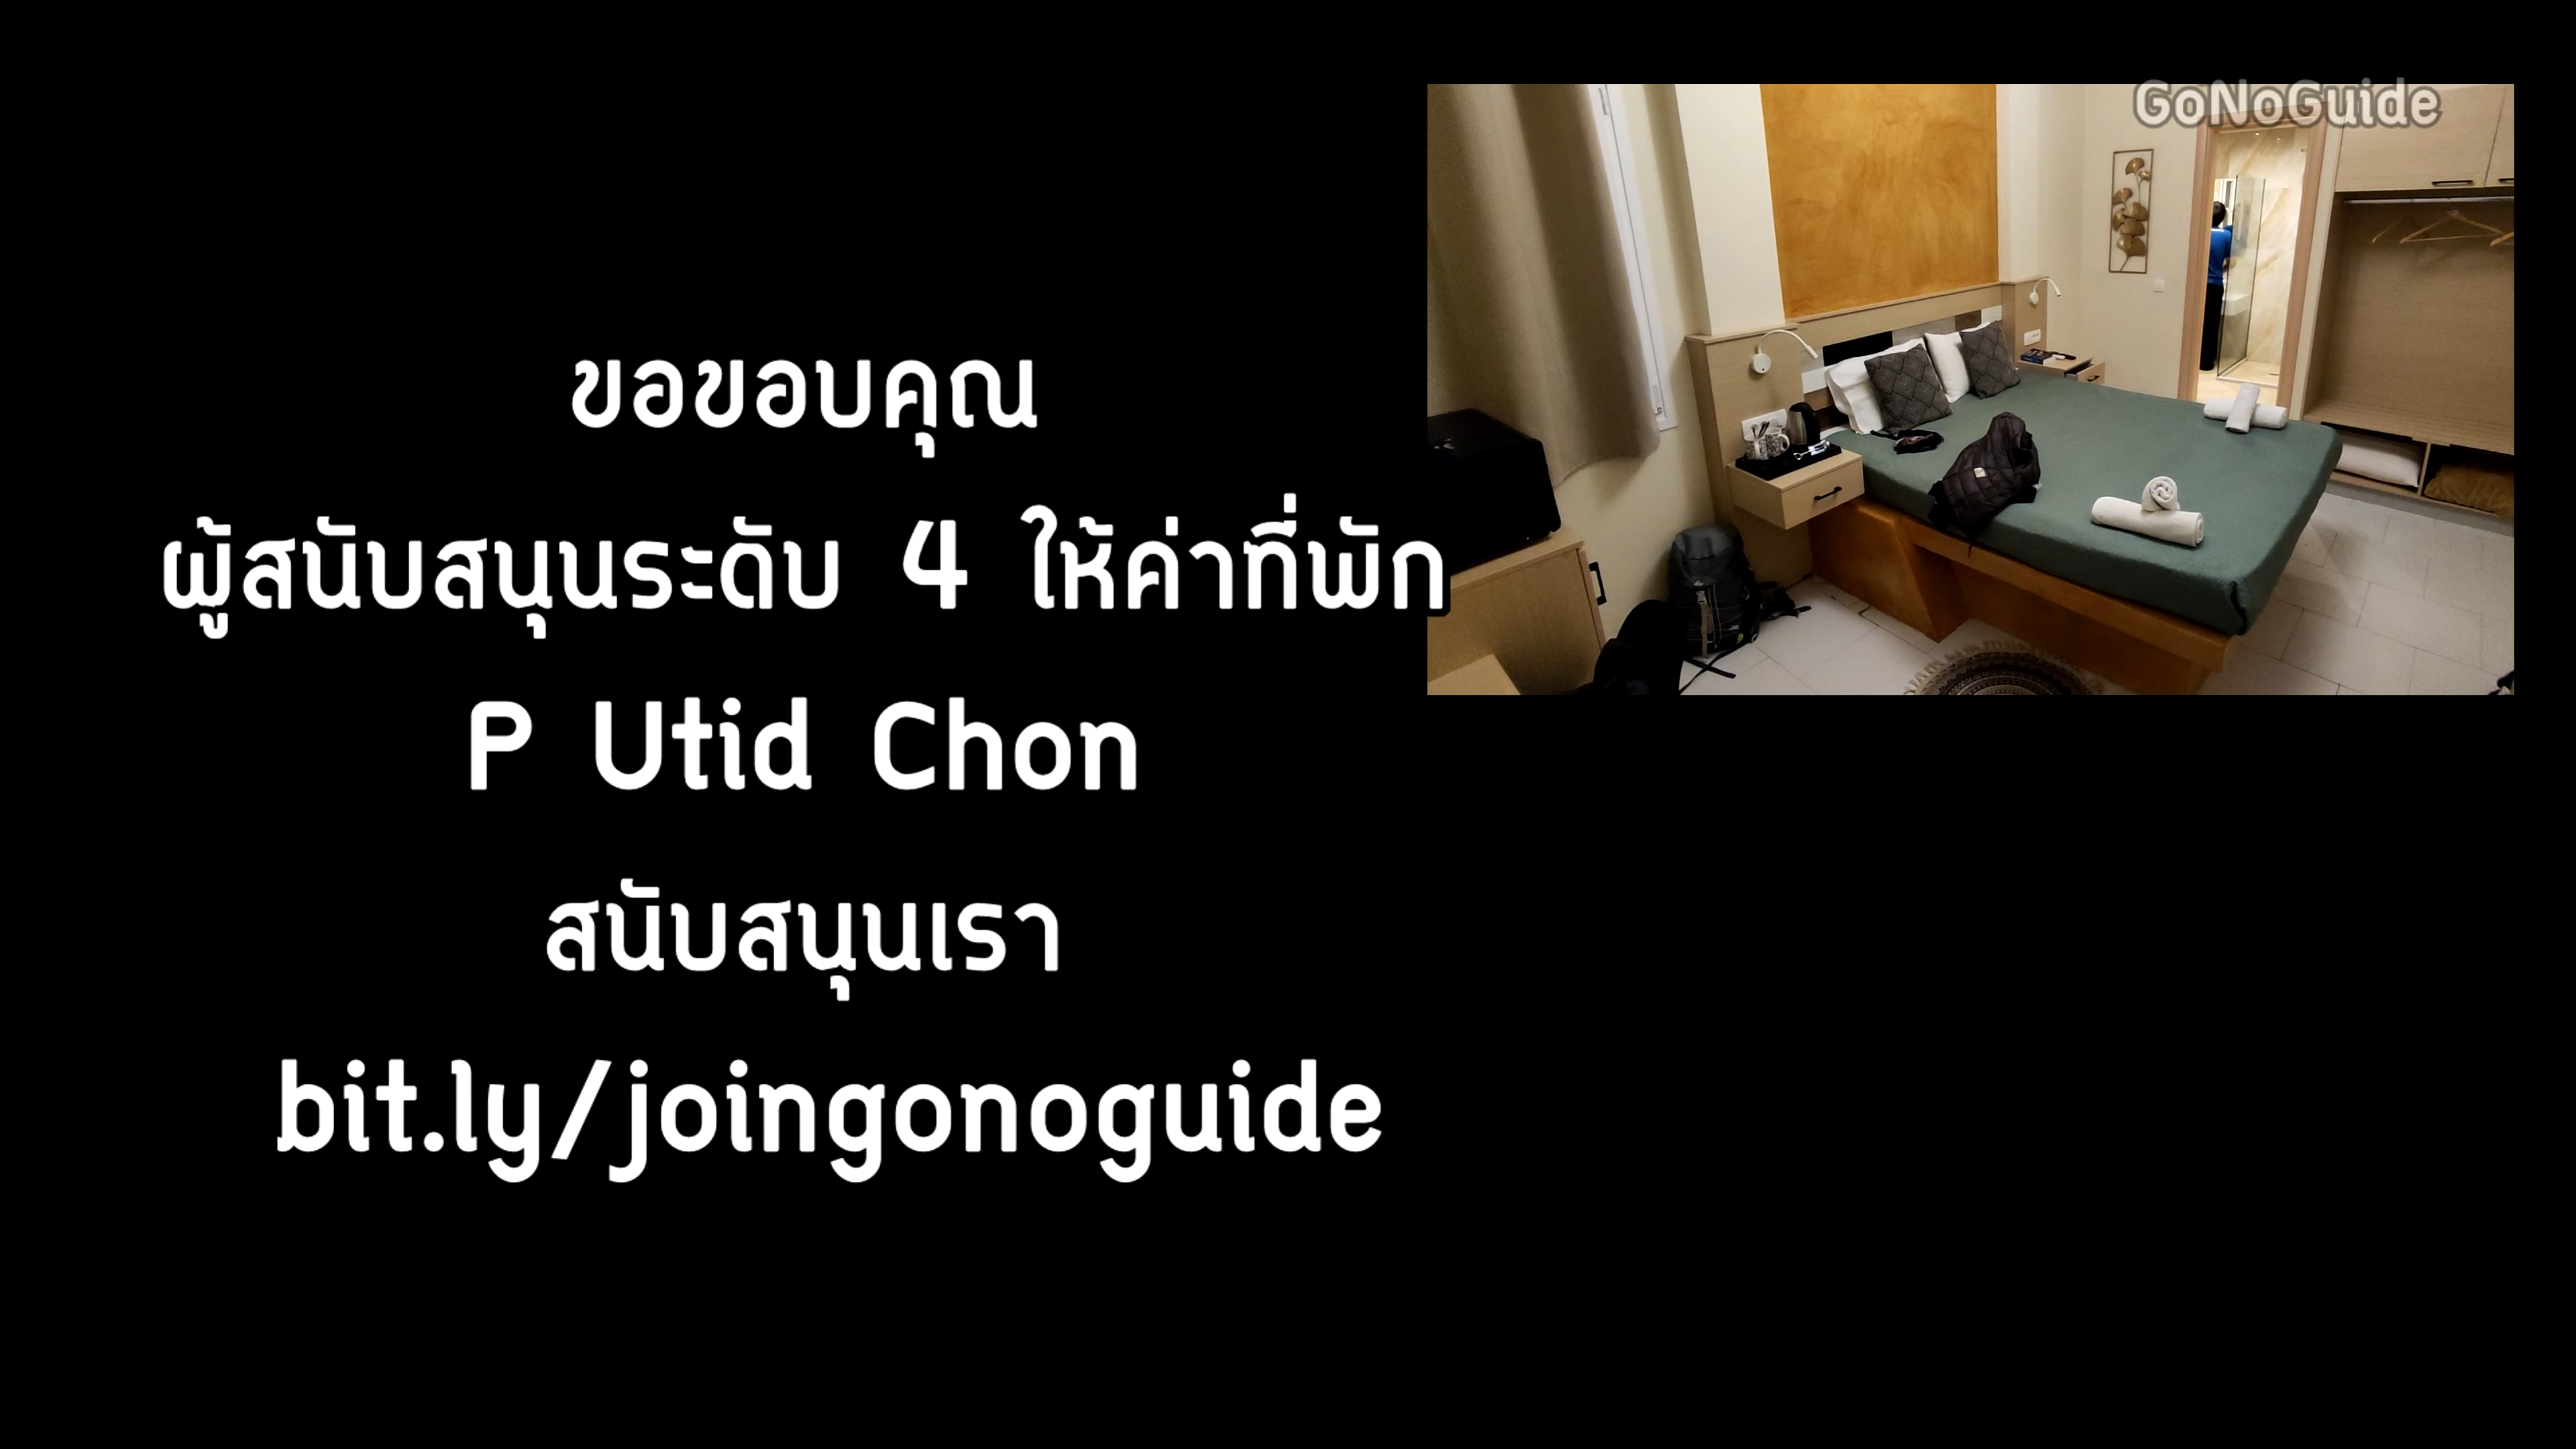 GoNoGuide
ขอขอบคุณ
ผู้สนับสนุนระดับ 4 ให้ค่าที่พัก
P Utid Chon
สนับสนุนเรา
bit.ly/joingonoguide